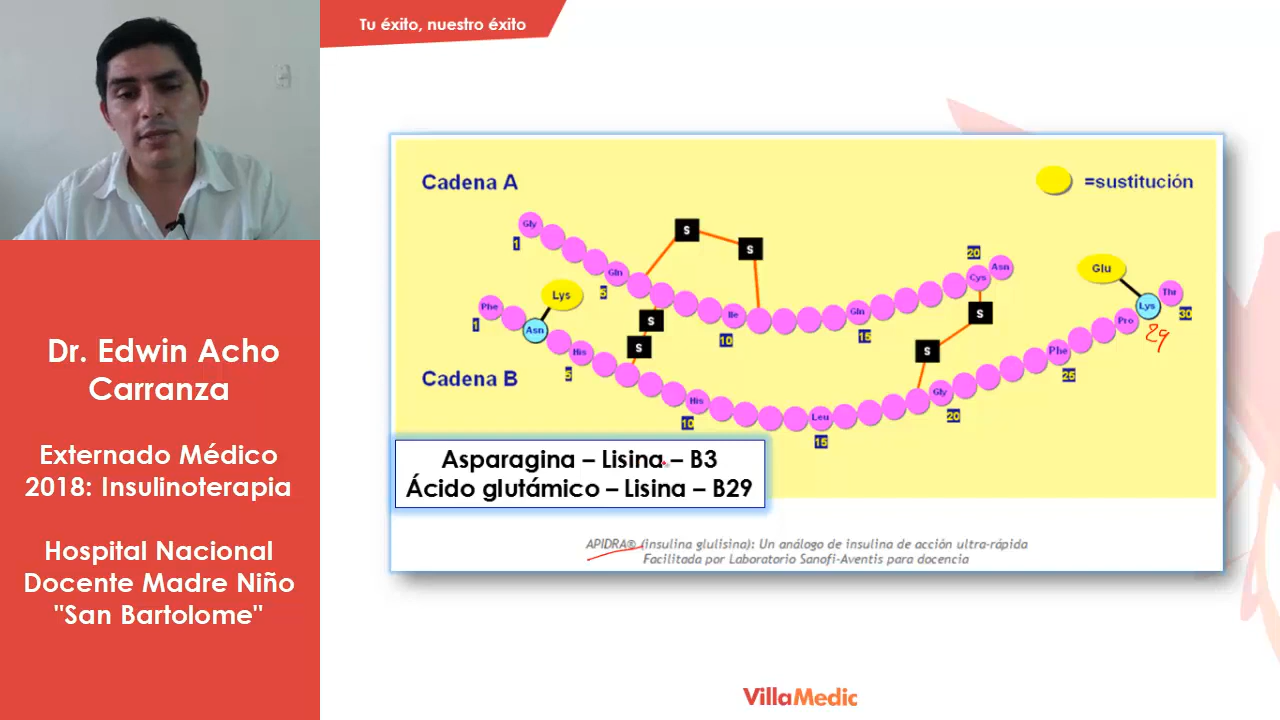 Tu éxito, nuestro éxito
Dr. Edwin Acho
Carranza
Externado Médico
2018: Insulinoterapia
Hospital Nacional
Docente Madre Niño
"San Bartolome"
Cadena A
=sustitución
Gly
1
Gln
5
S
S
Ile
10
Gln
15
20
Cys
Asn
Glu
Lys
Thr
30
29
Phe
1
Asn
Lys
His
5
S
S
S
S
Cadena B
His
10
Leu
15
Gly
20
Phe
25
Pro
Asparagina – Lisina – B3
Ácido glutámico – Lisina – B29
APIDRA® (insulina glulisina): Un análogo de insulina de acción ultra-rápida
Facilitada por Laboratorio Sanofi-Aventis para docencia
VillaMedic